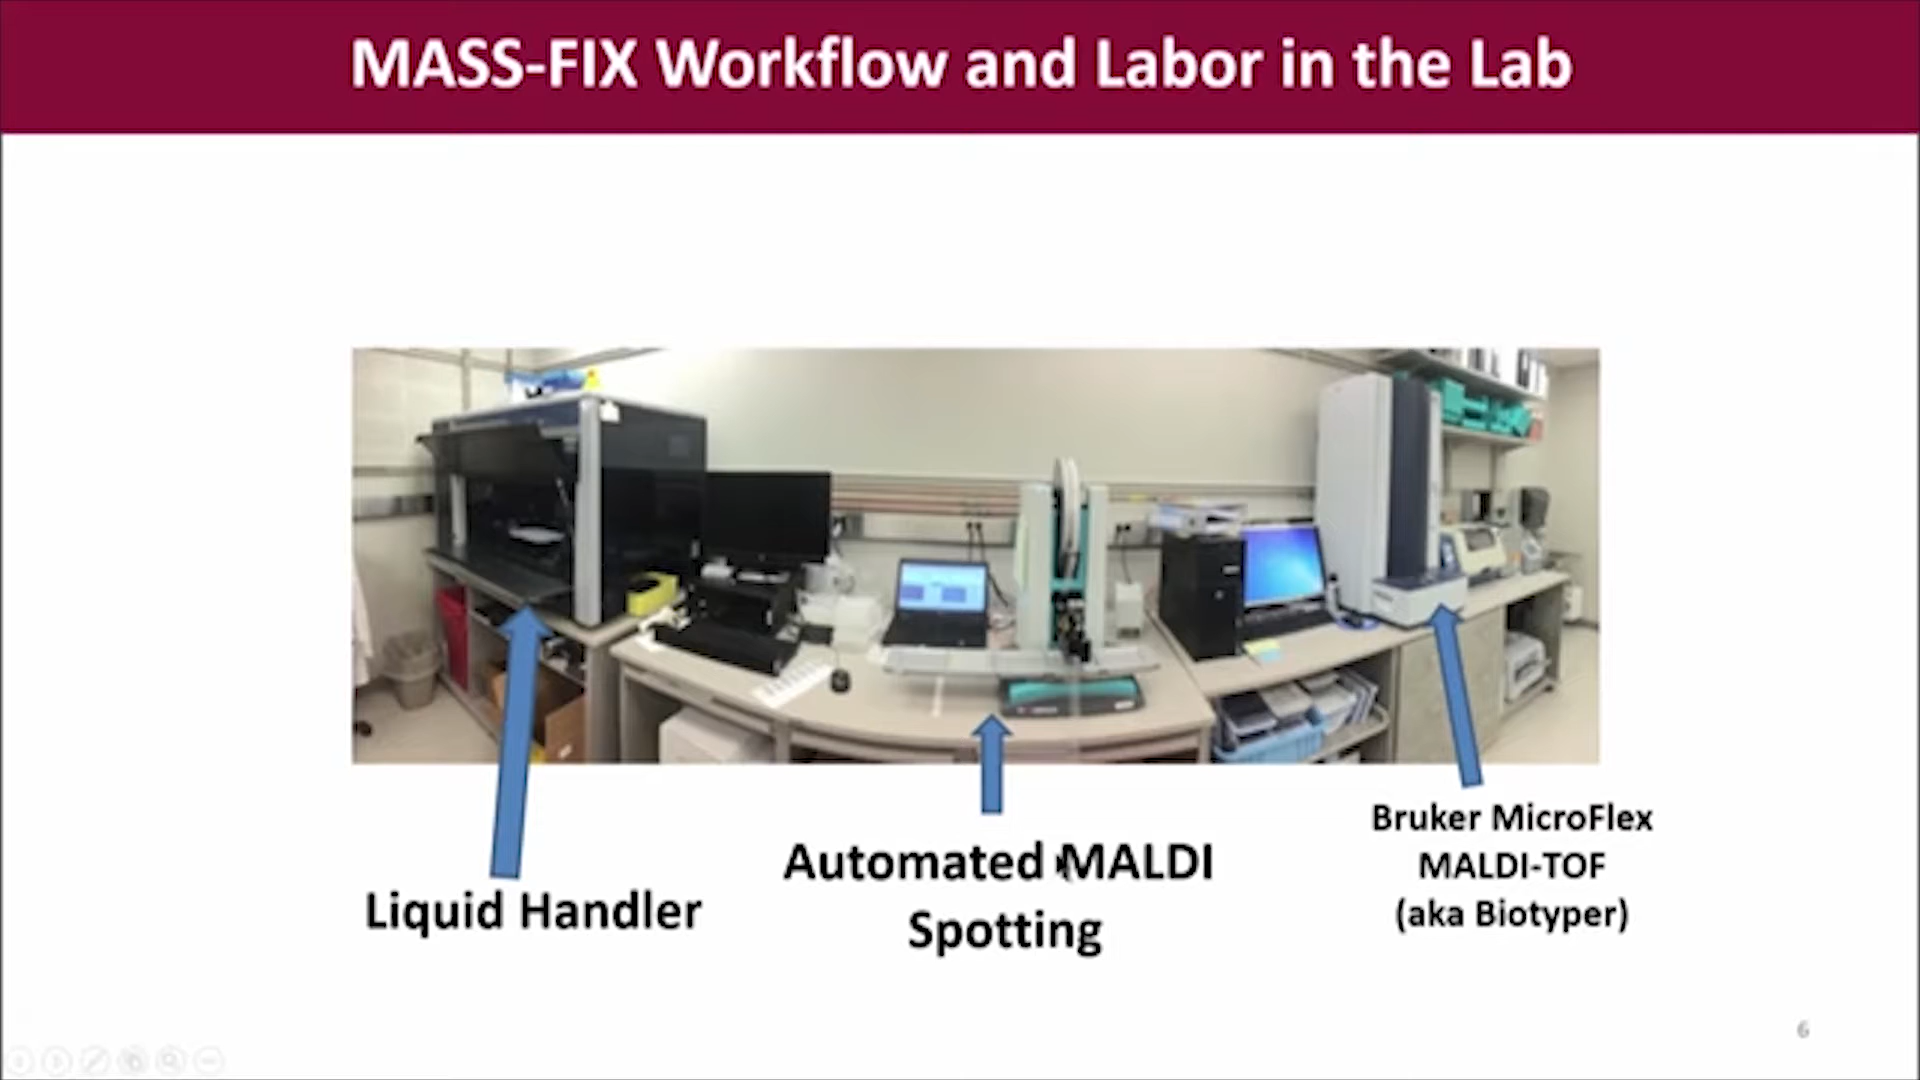 MASS-FIX Workflow and Labor in the Lab
Liquid Handler
Automated MALDI
Spotting
Bruker MicroFlex
MALDI-TOF
(aka Biotyper)
6